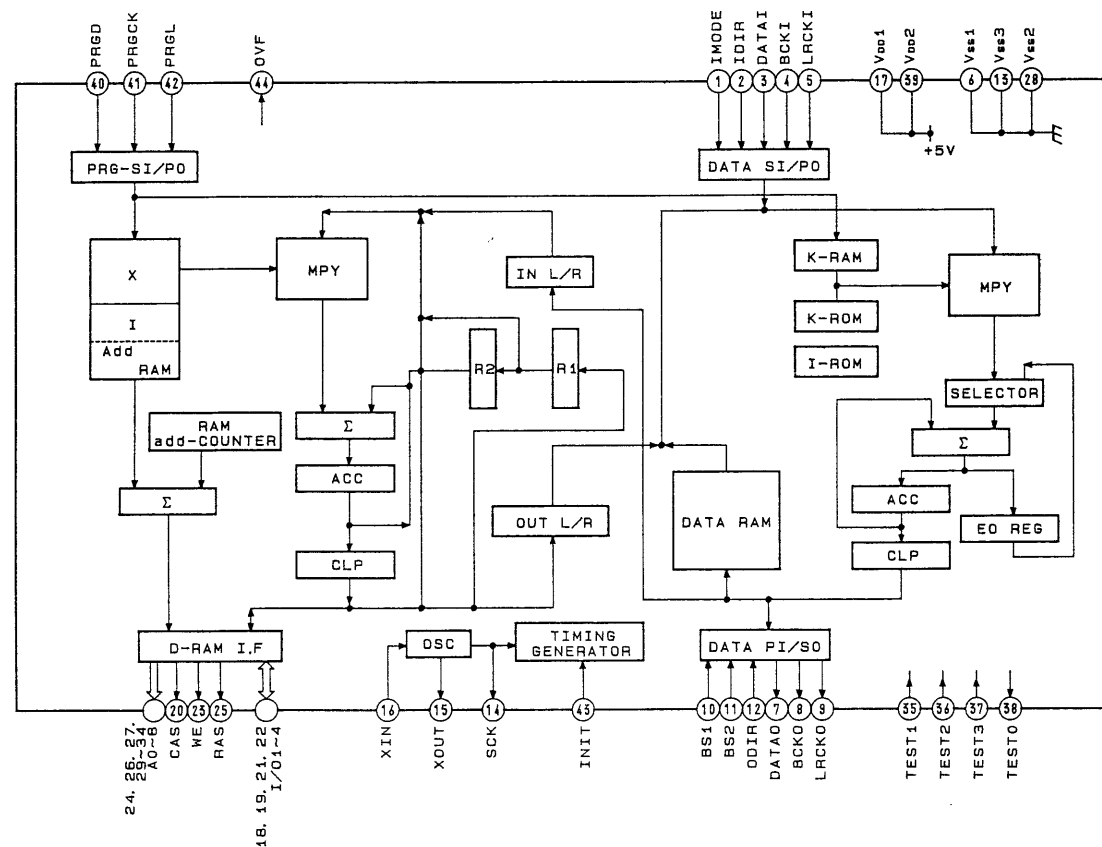 PRGD
PRGCK
PRGL
OVF
IMODE
IDIR
DATAI
BCKI
LRCKI
VDD1
VDD2
Vss1
Vss3
Vss2
40
41
42
44
1
2
3
4
5
17
39
6
13
28
+5V
PRG-SI/PO
DATA SI/PO
X
I
Add
RAM
MPY
IN L/R
K-RAM
K-ROM
I-ROM
MPY
R2
R1
SELECTOR
RAM
add-COUNTER
Σ
Σ
Σ
ACC
ACC
OUT L/R
DATA RAM
EO REG
CLP
CLP
D-RAM I.F
OSC
TIMING
GENERATOR
DATA PI/SO
20
23
25
16
15
14
43
10
11
12
7
8
9
35
36
37
38
24. 26. 27.
29~34
A0~8
CAS
WE
RAS
18. 19. 21. 22
I/O1~4
XIN
XOUT
SCK
INIT
BS1
BS2
ODIR
DATAO
BCKO
LRCKO
TEST1
TEST2
TEST3
TESTO